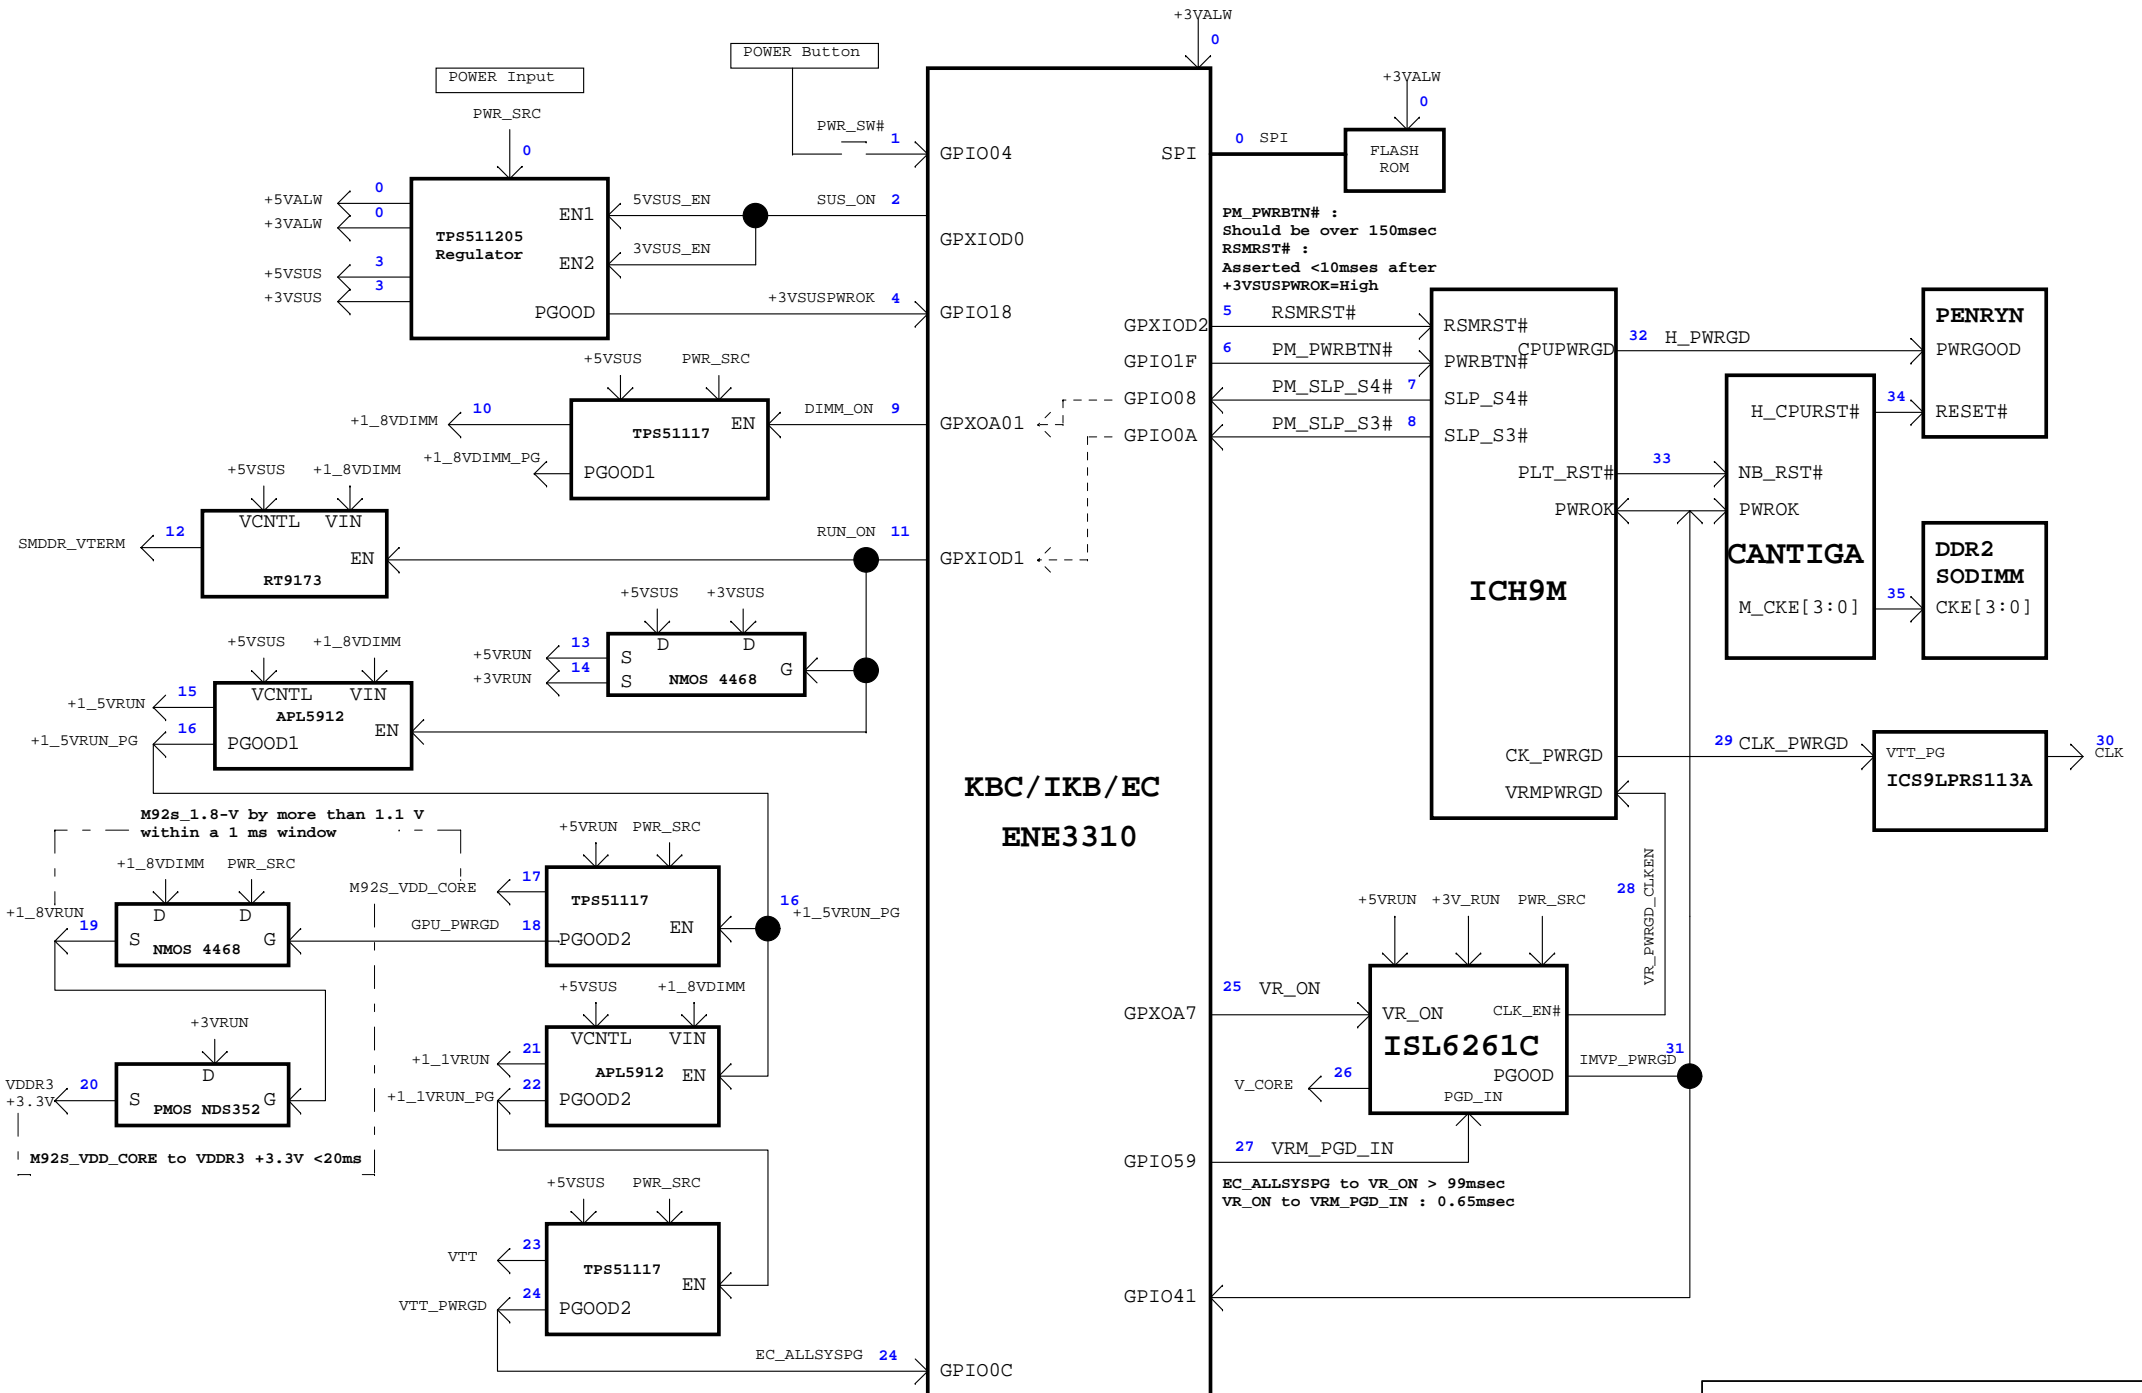 +3VALW
0
POWER Button
POWER Input
PWR_SRC
0
+3VALW
0
PWR_SW#
1
GPIO04
SPI
0 SPI
FLASH
ROM
+5VALW
0
+3VALW
0
+5VSUS
3
+3VSUS
3
TPS511205
Regulator
EN1
EN2
PGOOD
5VSUS_EN
3VSUS_EN
SUS_ON 2
GPXIOD0
+3VSUSPWROK 4
GPIO18
PM_PWRBTN# :
Should be over 150msec
RSMRST# :
Asserted <10mses after
+3VSUSPWROK=High
GPXIOD2
5 RSMRST#
RSMRST#
GPIO1F
6 PM_PWRBTN#
PWRBTN#
GPIO08
PM_SLP_S4# 7
SLP_S4#
GPIO0A
PM_SLP_S3# 8
SLP_S3#
CPUPWRGD
32 H_PWRGD
PENRYN
PWRGOOD
RESET#
H_CPURST#
34
PLT_RST#
33
NB_RST#
PWROK
PWROK
CANTIGA
M_CKE[3:0]
35
DDR2
SODIMM
CKE[3:0]
ICH9M
+5VSUS PWR_SRC
+1_8VDIMM
10
TPS51117
EN
DIMM_ON 9
GPXOA01
+1_8VDIMM_PG
PGOOD1
+5VSUS +1_8VDIMM
VCNTL VIN
SMDDR_VTERM
12
EN
RT9173
RUN_ON 11
GPXIOD1
+5VSUS +3VSUS
D D
+5VRUN
13
S
+3VRUN
14
S
NMOS 4468
G
+5VSUS +1_8VDIMM
VCNTL VIN
+1_5VRUN
15
APL5912
EN
+1_5VRUN_PG
16
PGOOD1
KBC/IKB/EC
ENE3310
CK_PWRGD
29 CLK_PWRGD
VTT_PG
ICS9LPRS113A
30
CLK
VRMPWRGD
M92s_1.8-V by more than 1.1 V
within a 1 ms window
+1_8VDIMM PWR_SRC
D D
+1_8VRUN
19
S
G
NMOS 4468
+5VRUN PWR_SRC
M92S_VDD_CORE
17
TPS51117
EN
GPU_PWRGD 18
PGOOD2
16
+1_5VRUN_PG
+3VRUN
D
VDDR3
+3.3V
20
S
G
PMOS NDS352
M92S_VDD_CORE to VDDR3 +3.3V <20ms
+5VSUS +1_8VDIMM
VCNTL VIN
+1_1VRUN
21
APL5912
EN
+1_1VRUN_PG
22
PGOOD2
+5VSUS PWR_SRC
VTT
23
TPS51117
EN
VTT_PWRGD
24
PGOOD2
EC_ALLSYSPG 24
GPIO0C
28
VR_PWRGD_CLKEN
+5VRUN +3V_RUN PWR_SRC
GPXOA7
25 VR_ON
VR_ON
CLK_EN#
ISL6261C
V_CORE
26
PGOOD
PGD_IN
IMVP_PWRGD
31
GPIO59
27 VRM_PGD_IN
EC_ALLSYSPG to VR_ON > 99msec
VR_ON to VRM_PGD_IN : 0.65msec
GPIO41